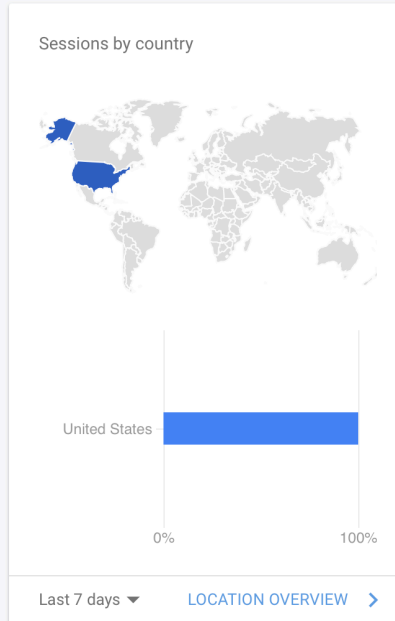 Sessions by country
United States
0% 100%
Last 7 days LOCATION OVERVIEW